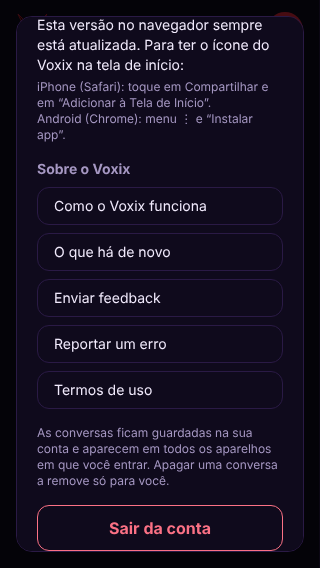 Esta versão no navegador sempre
está atualizada. Para ter o ícone do
Voxix na tela de início:
iPhone (Safari): toque em Compartilhar e
em “Adicionar à Tela de Início”.
Android (Chrome): menu ⋮ e “Instalar
app”.
Sobre o Voxix
Como o Voxix funciona
O que há de novo
Enviar feedback
Reportar um erro
Termos de uso
As conversas ficam guardadas na sua
conta e aparecem em todos os aparelhos
em que você entrar. Apagar uma conversa
a remove só para você.
Sair da conta